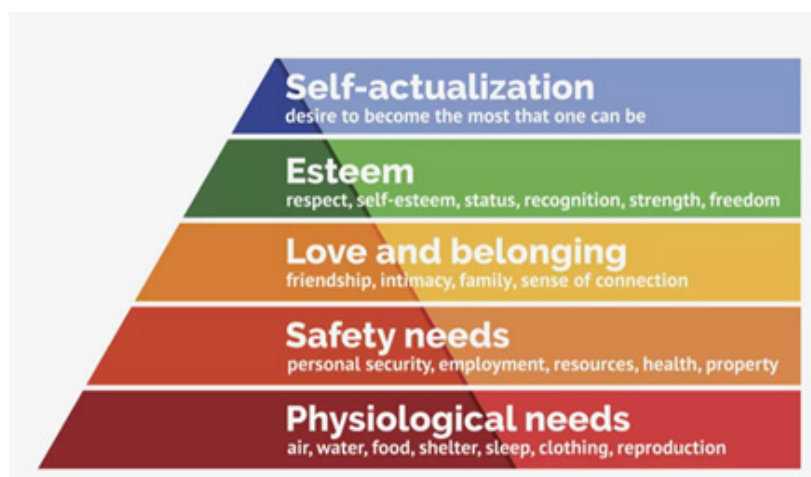 Self-actualization
desire to become the most that one can be
Esteem
respect, self-esteem, status, recognition, strength, freedom
Love and belonging
friendship, intimacy, family, sense of connection
Safety needs
personal security, employment, resources, health, property
Physiological needs
air, water, food, shelter, sleep, clothing, reproduction